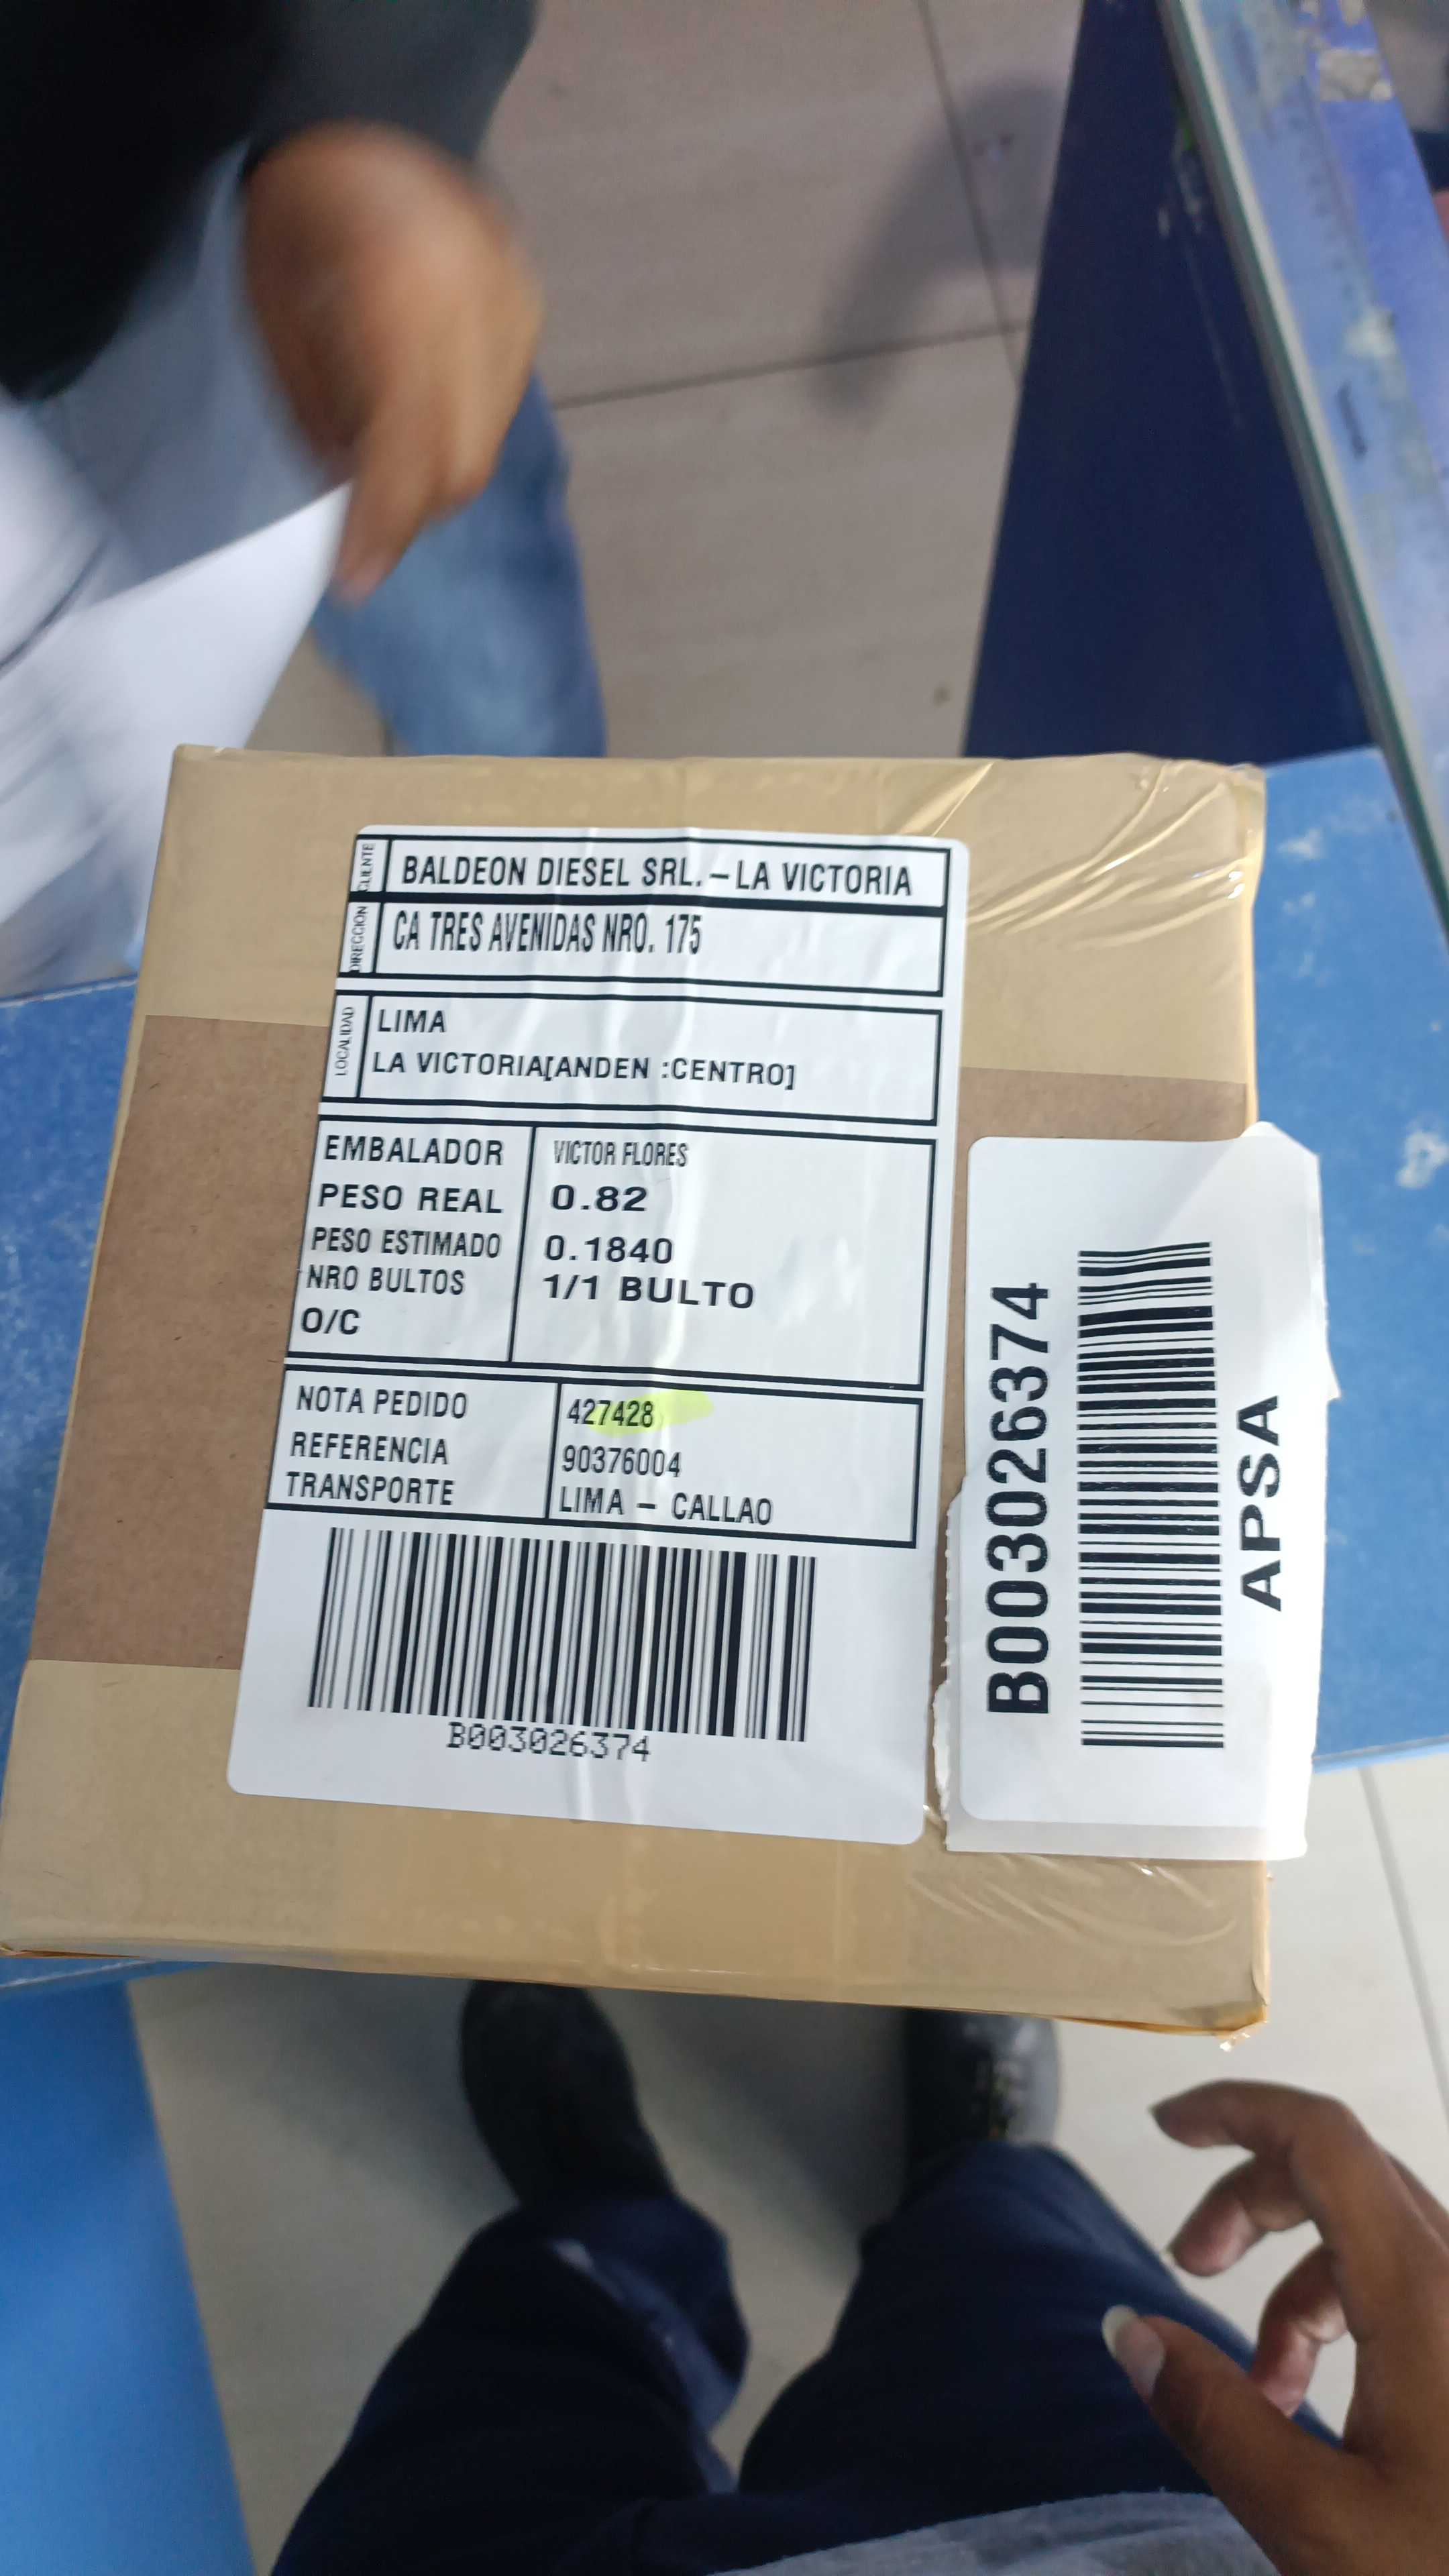 CLIENTE
BALDEON DIESEL SRL. – LA VICTORIA
DIRECCION
CA TRES AVENIDAS NRO. 175
LOCALIDAD
LIMA
LA VICTORIA[ANDEN :CENTRO]
EMBALADOR VICTOR FLORES
PESO REAL 0.82
PESO ESTIMADO 0.1840
NRO BULTOS 1/1 BULTO
O/C
NOTA PEDIDO 427428
REFERENCIA 90376004
TRANSPORTE LIMA – CALLAO
B003026374
B003026374
APSA